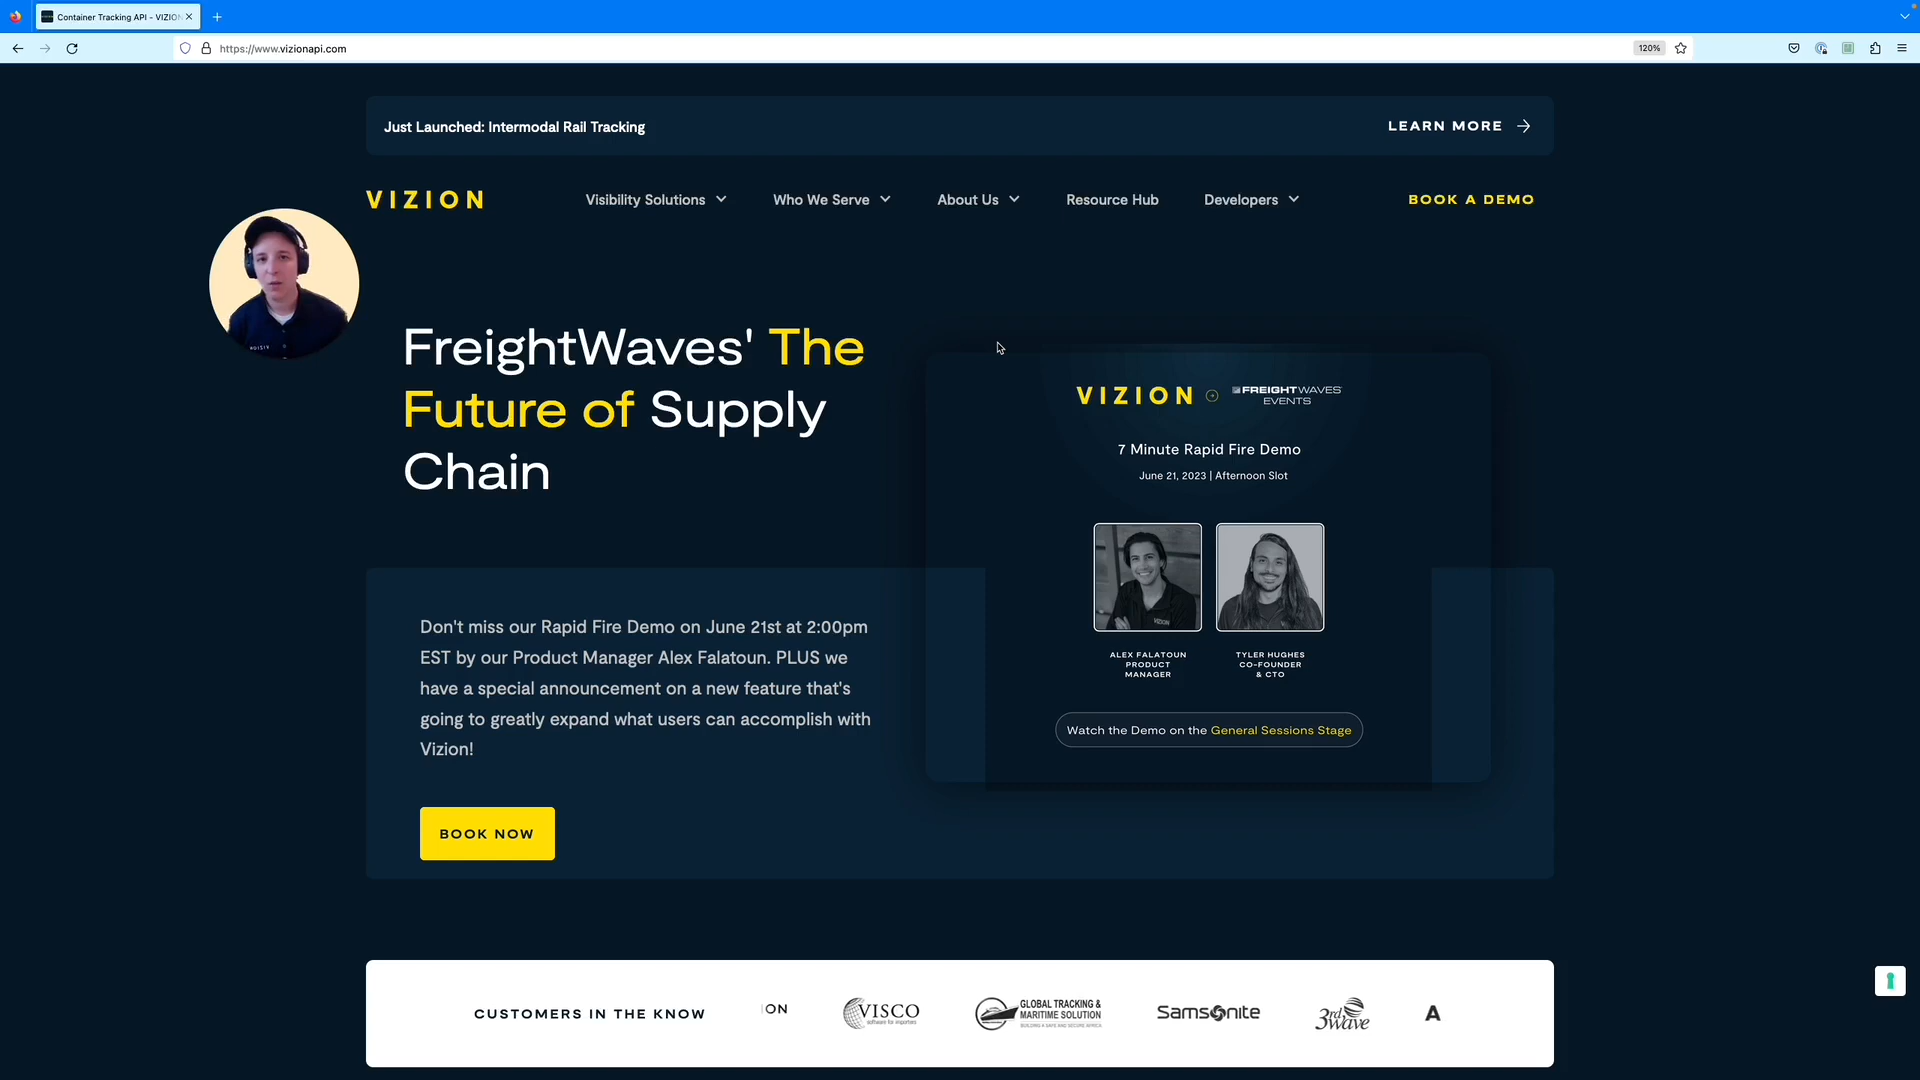 Container Tracking API - VIZION
https://www.vizionapi.com
120%
Just Launched: Intermodal Rail Tracking
LEARN MORE
VIZION
Visibility Solutions
Who We Serve
About Us
Resource Hub
Developers
BOOK A DEMO
VIZION
FreightWaves' The
Future of Supply
Chain
VIZION
FREIGHTWAVES
EVENTS
7 Minute Rapid Fire Demo
June 21, 2023 | Afternoon Slot
VIZION
ALEX FALATOUN
PRODUCT
MANAGER
TYLER HUGHES
CO-FOUNDER
& CTO
Watch the Demo on the General Sessions Stage
Don't miss our Rapid Fire Demo on June 21st at 2:00pm
EST by our Product Manager Alex Falatoun. PLUS we
have a special announcement on a new feature that's
going to greatly expand what users can accomplish with
Vizion!
BOOK NOW
CUSTOMERS IN THE KNOW
ON
VISCO
software for importers
GLOBAL TRACKING &
MARITIME SOLUTION
BUILDING A SAFE AND SECURE AFRICA
Samsonite
3rdwave
A